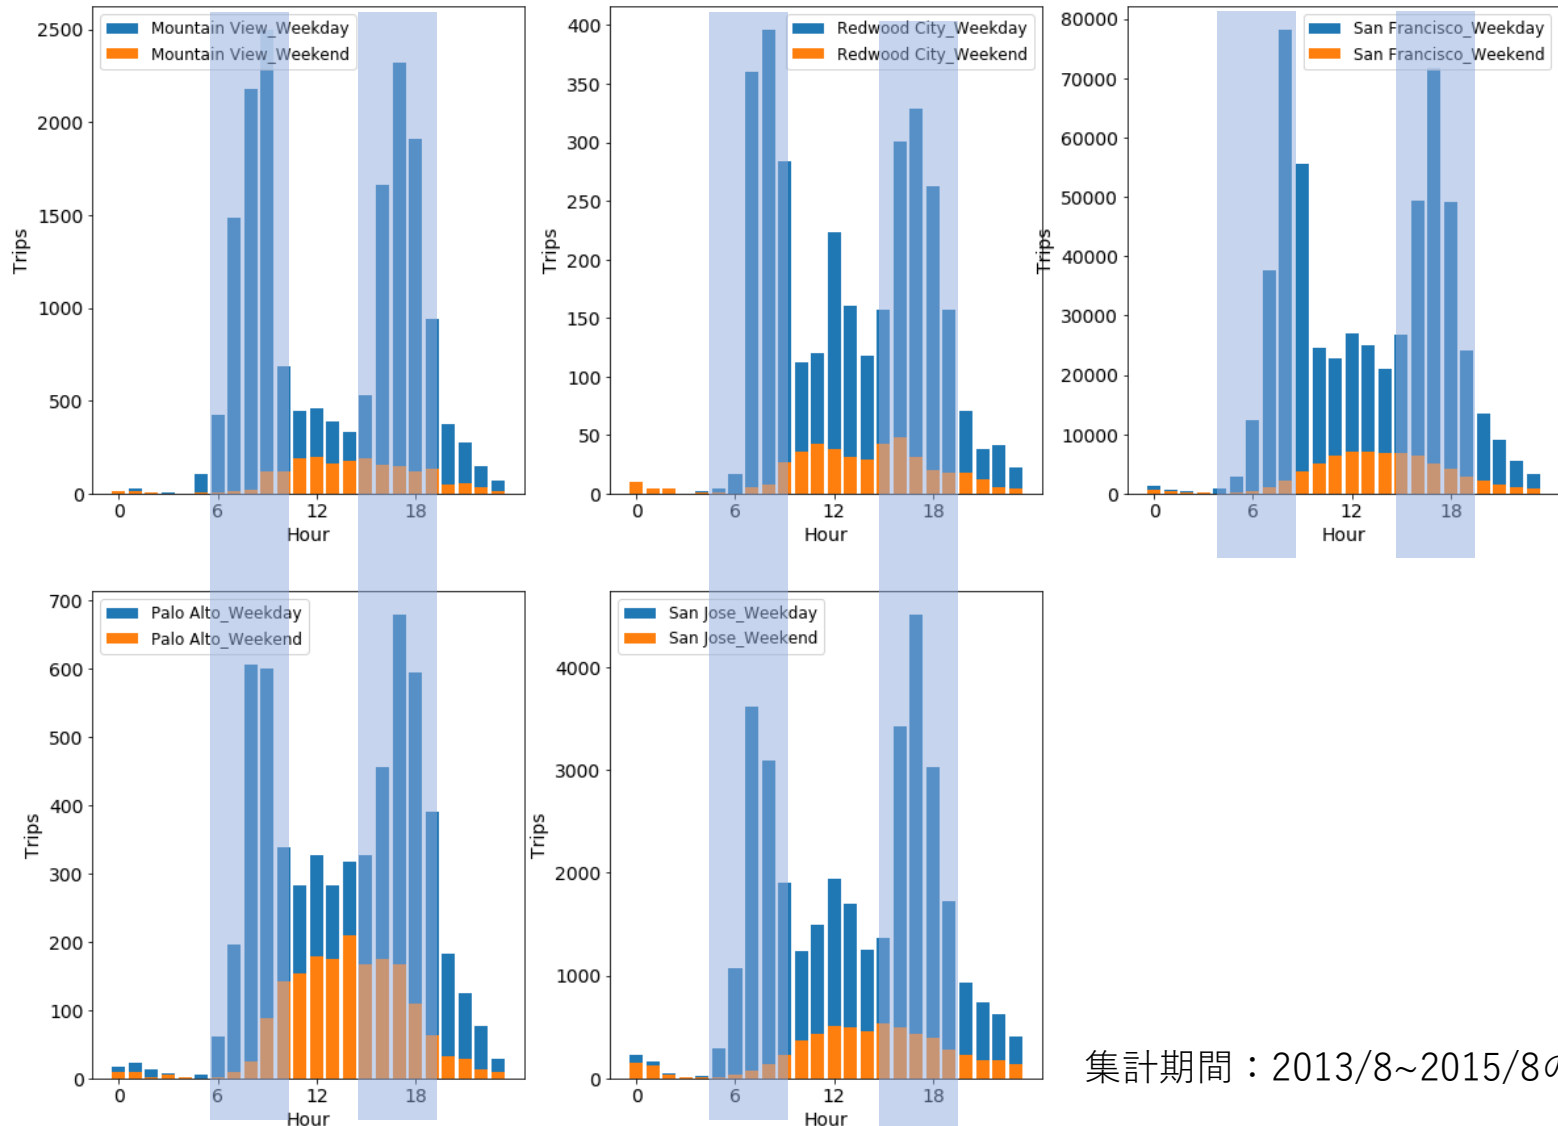 Mountain View_Weekday
Mountain View_Weekend
2500
2000
1500
1000
500
0
Trips
0 6 12 18
Hour
Redwood City_Weekday
Redwood City_Weekend
400
350
300
250
200
150
100
50
0
Trips
0 6 12 18
Hour
San Francisco_Weekday
San Francisco_Weekend
80000
70000
60000
50000
40000
30000
20000
10000
0
Trips
0 6 12 18
Hour
Palo Alto_Weekday
Palo Alto_Weekend
700
600
500
400
300
200
100
0
Trips
0 6 12 18
Hour
San Jose_Weekday
San Jose_Weekend
4000
3000
2000
1000
0
Trips
0 6 12 18
Hour
集計期間：2013/8~2015/8の